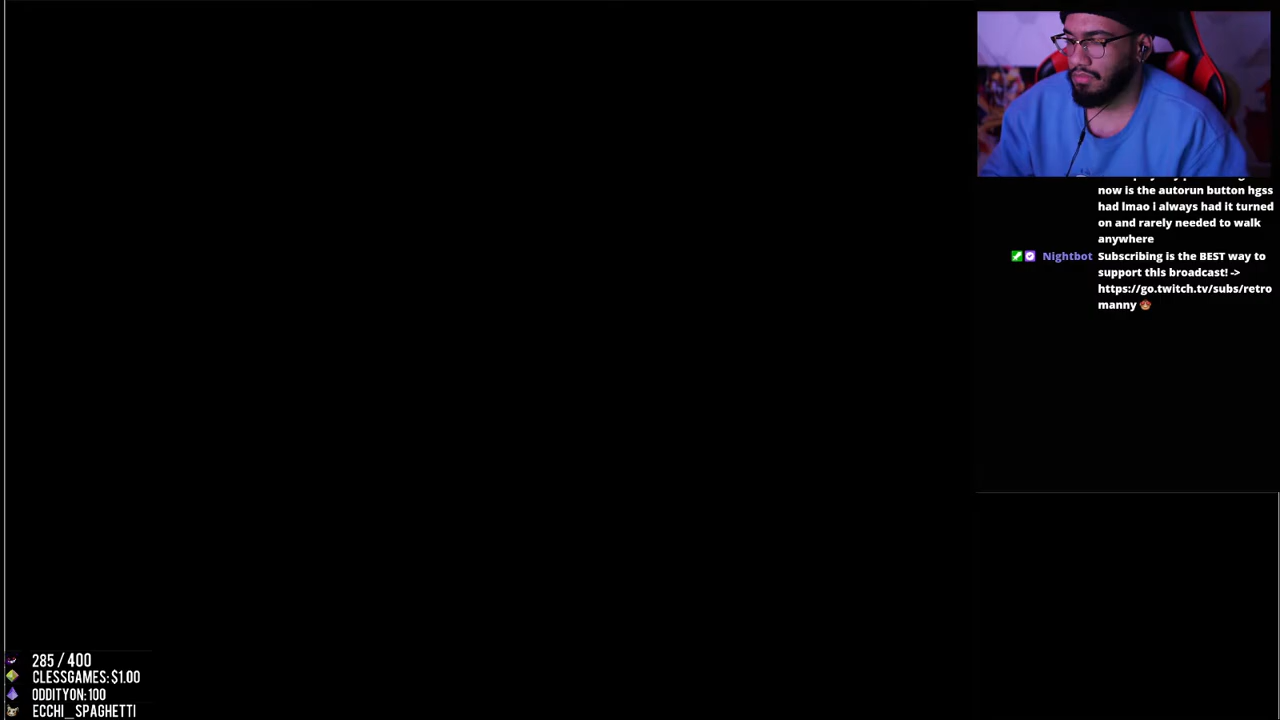 now is the autorun button hgss
had lmao i always had it turned
on and rarely needed to walk
anywhere
Nightbot Subscribing is the BEST way to
support this broadcast! ->
https://go.twitch.tv/subs/retro
manny
285 / 400
CLESSGAMES: $1.00
ODDITYON: 100
ECCHI_SPAGHETTI